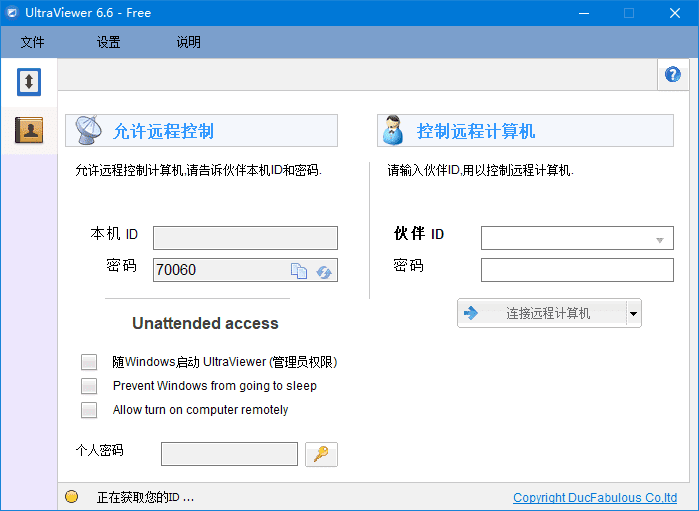 UltraViewer 6.6 - Free
文件 设置 说明
允许远程控制
允许远程控制计算机,请告诉伙伴本机ID和密码.
本机 ID
密码 70060
Unattended access
随Windows启动 UltraViewer (管理员权限)
Prevent Windows from going to sleep
Allow turn on computer remotely
个人密码
控制远程计算机
请输入伙伴ID,用以控制远程计算机.
伙伴 ID
密码
连接远程计算机
正在获取您的ID ...
Copyright DucFabulous Co,ltd